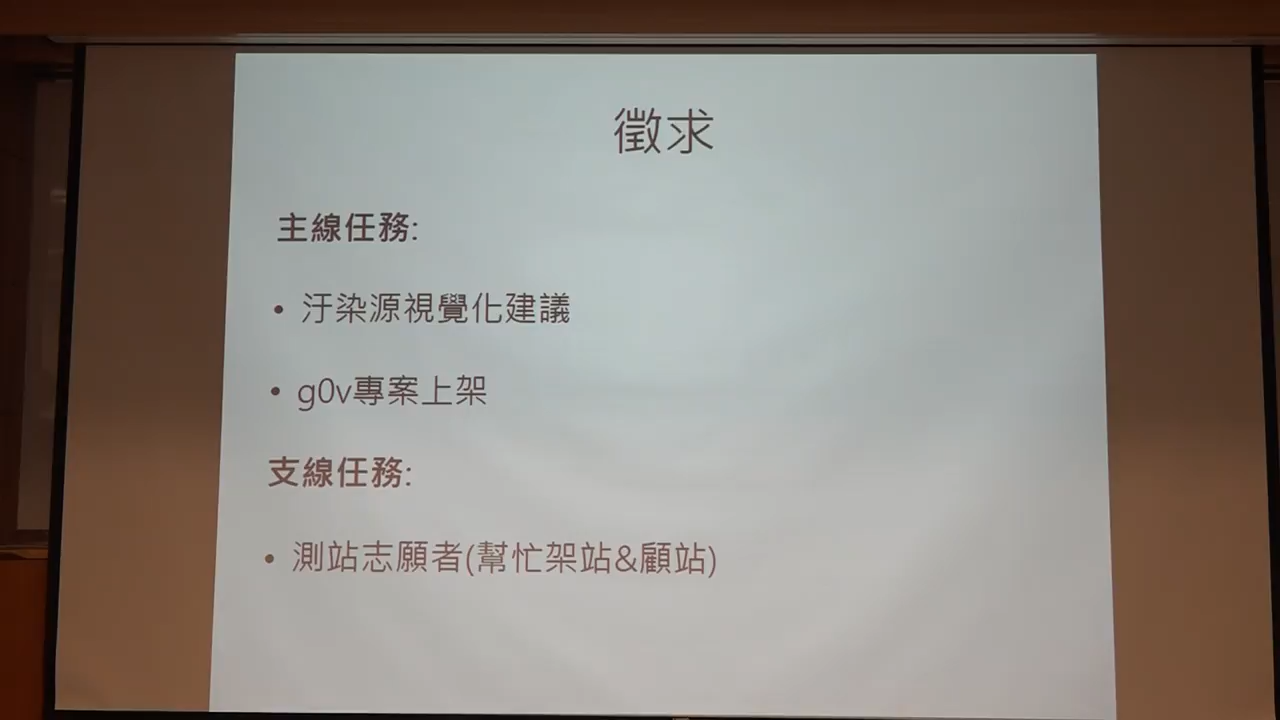 徵求
主線任務:
• 汙染源視覺化建議
• g0v專案上架
支線任務:
• 測站志願者(幫忙架站&顧站)